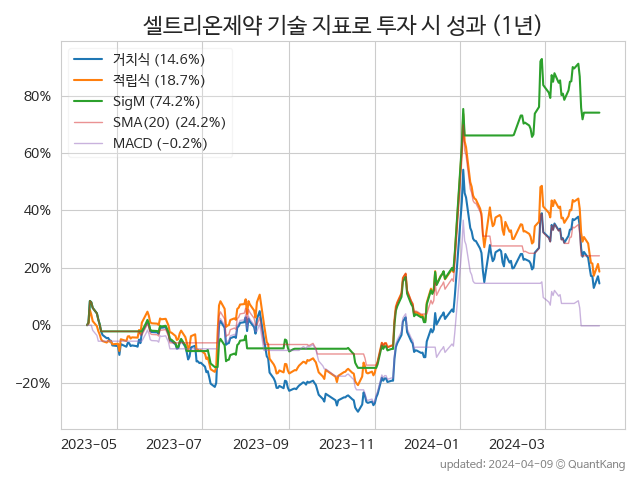 셀트리온제약 기술 지표로 투자 시 성과 (1년)
거치식 (14.6%)
적립식 (18.7%)
SigM (74.2%)
SMA(20) (24.2%)
MACD (−0.2%)
80%
60%
40%
20%
0%
−20%
2023-05 2023-07 2023-09 2023-11 2024-01 2024-03
updated: 2024-04-09 © QuantKang